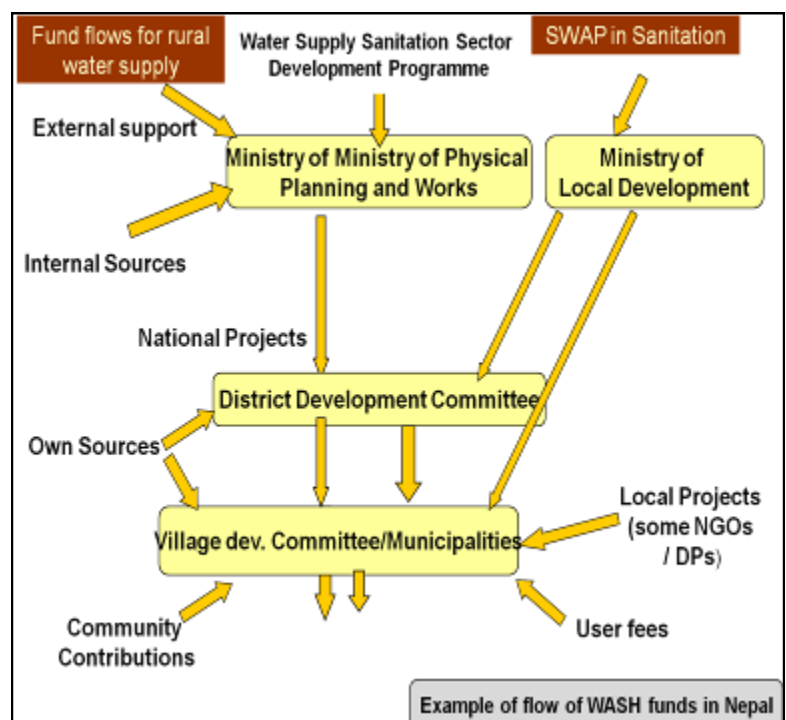 Fund flows for rural
water supply
Water Supply Sanitation Sector
Development Programme
SWAP in Sanitation
External support
Ministry of Ministry of Physical
Planning and Works
Ministry of
Local Development
Internal Sources
National Projects
District Development Committee
Own Sources
Local Projects
(some NGOs
/ DPs)
Village dev. Committee/Municipalities
Community
Contributions
User fees
Example of flow of WASH funds in Nepal